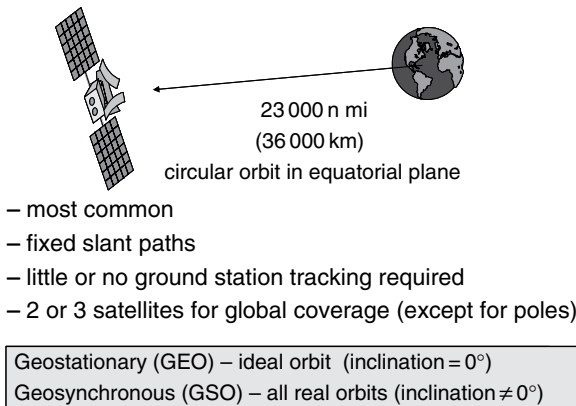 23 000 n mi
(36 000 km)
circular orbit in equatorial plane
– most common
– fixed slant paths
– little or no ground station tracking required
– 2 or 3 satellites for global coverage (except for poles)
Geostationary (GEO) – ideal orbit (inclination = 0°)
Geosynchronous (GSO) – all real orbits (inclination ≠ 0°)